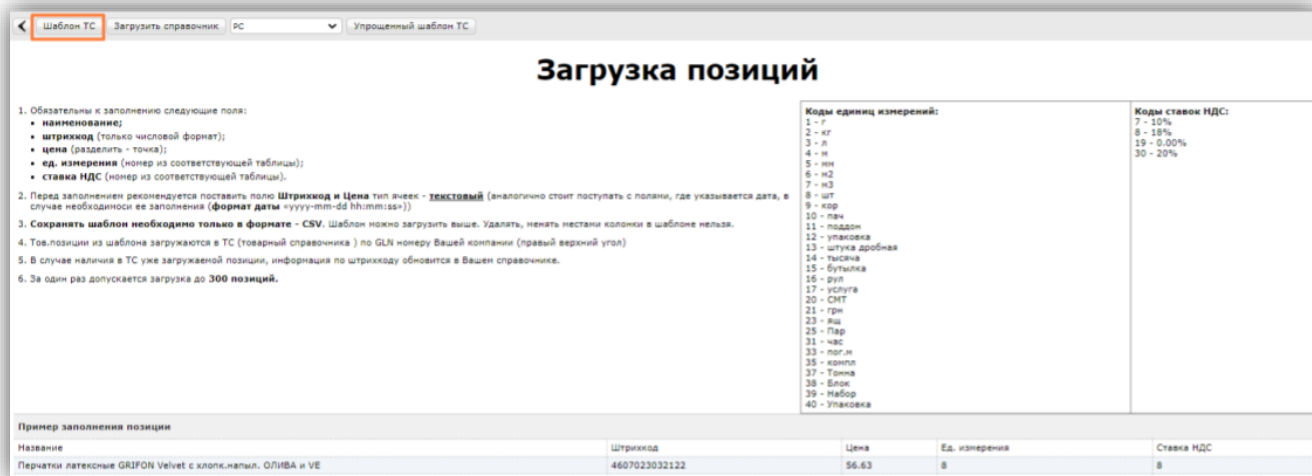 Шаблон ТС Загрузить справочник PC Упрощенный шаблон ТС
Загрузка позиций
1. Обязательны к заполнению следующие поля:
• наименование;
• штрихкод (только числовой формат);
• цена (разделить - точка);
• ед. измерения (номер из соответствующей таблицы);
• ставка НДС (номер из соответствующей таблицы).
2. Перед заполнением рекомендуется поставить полю Штрихкод и Цена тип ячеек - текстовый (аналогично стоит поступать с полями, где указывается дата, в
случае необходимоси ее заполнения (формат даты «yyyy-mm-dd hh:mm:ss»))
3. Сохранять шаблон необходимо только в формате - CSV. Шаблон можно загрузить выше. Удалять, менять местами колонки в шаблоне нельзя.
4. Тов.позиции из шаблона загружаются в ТС (товарный справочника ) по GLN номеру Вашей компании (правый верхний угол)
5. В случае наличия в ТС уже загружаемой позиции, информация по штрихкоду обновится в Вашем справочнике.
6. За один раз допускается загрузка до 300 позиций.
Коды единиц измерений:
1 - г
2 - кг
3 - л
4 - м
5 - мм
6 - м2
7 - м3
8 - шт
9 - кор
10 - пач
11 - поддон
12 - упаковка
13 - штука дробная
14 - тысяча
15 - бутылка
16 - рул
17 - услуга
20 - СМТ
21 - грн
23 - ящ
25 - Пар
31 - час
33 - пог.м
35 - компл
37 - Тонна
38 - Блок
39 - Набор
40 - Упаковка
Коды ставок НДС:
7 - 10%
8 - 18%
19 - 0.00%
30 - 20%
Пример заполнения позиции
Название Штрихкод Цена Ед. измерения Ставка НДС
Перчатки латексные GRIFON Velvet с хлопк.напыл. ОЛИВА и VE 4607023032122 56.63 8 8